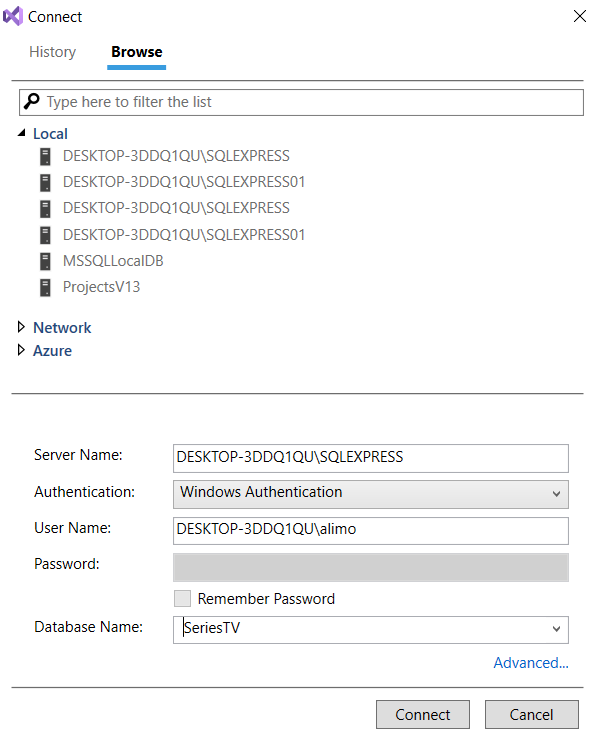 Connect
History Browse
Type here to filter the list
Local
DESKTOP-3DDQ1QU\SQLEXPRESS
DESKTOP-3DDQ1QU\SQLEXPRESS01
DESKTOP-3DDQ1QU\SQLEXPRESS
DESKTOP-3DDQ1QU\SQLEXPRESS01
MSSQLLocalDB
ProjectsV13
Network
Azure
Server Name: DESKTOP-3DDQ1QU\SQLEXPRESS
Authentication: Windows Authentication
User Name: DESKTOP-3DDQ1QU\alimo
Password:
Remember Password
Database Name: SeriesTV
Advanced...
Connect Cancel